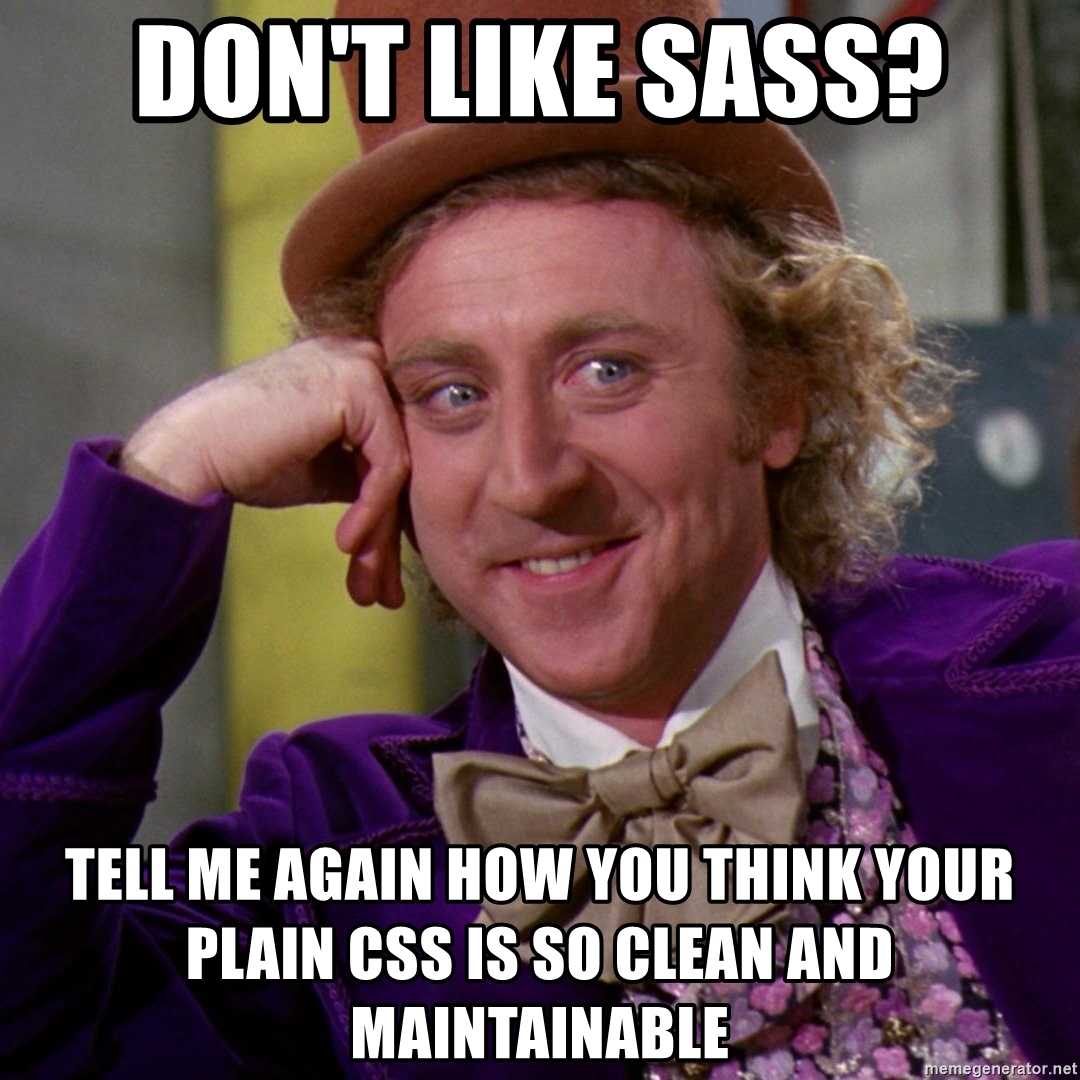 DON'T LIKE SASS?
TELL ME AGAIN HOW YOU THINK YOUR
PLAIN CSS IS SO CLEAN AND
MAINTAINABLE
memegenerator.net